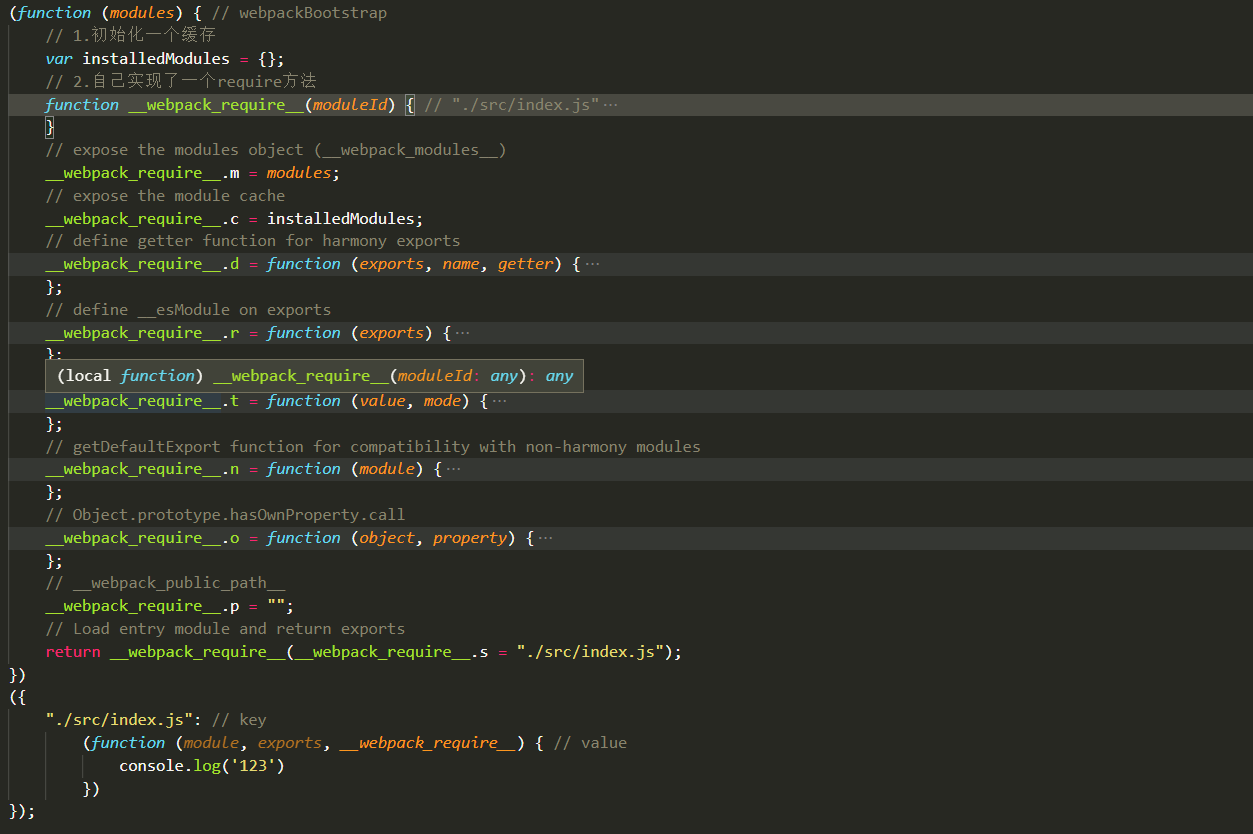 (function (modules) { // webpackBootstrap
// 1.初始化一个缓存
var installedModules = {};
// 2.自己实现了一个require方法
function __webpack_require__(moduleId) { // "./src/index.js"···
}
// expose the modules object (__webpack_modules__)
__webpack_require__.m = modules;
// expose the module cache
__webpack_require__.c = installedModules;
// define getter function for harmony exports
__webpack_require__.d = function (exports, name, getter) {···
};
// define __esModule on exports
__webpack_require__.r = function (exports) {···
};
(local function) __webpack_require__(moduleId: any): any
__webpack_require__.t = function (value, mode) {···
};
// getDefaultExport function for compatibility with non-harmony modules
__webpack_require__.n = function (module) {···
};
// Object.prototype.hasOwnProperty.call
__webpack_require__.o = function (object, property) {···
};
// __webpack_public_path__
__webpack_require__.p = "";
// Load entry module and return exports
return __webpack_require__(__webpack_require__.s = "./src/index.js");
})
({
"./src/index.js": // key
(function (module, exports, __webpack_require__) { // value
console.log('123')
})
});